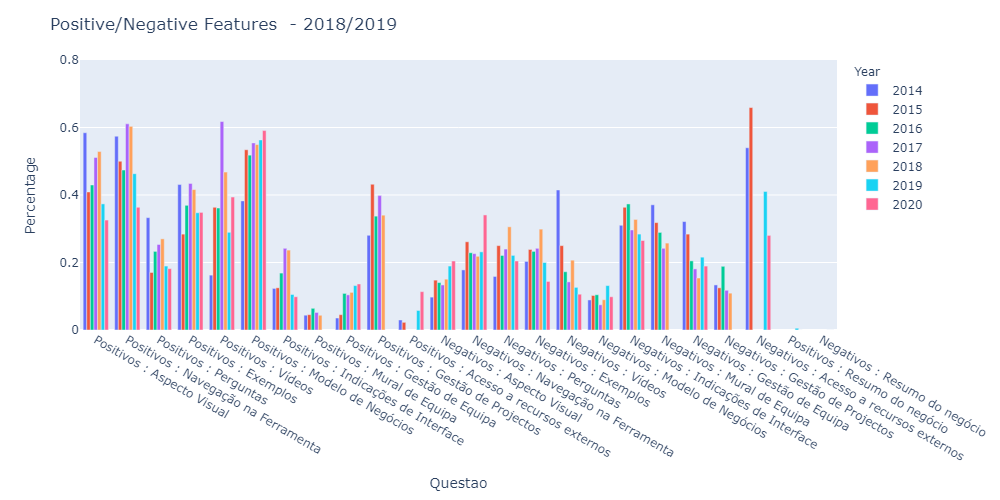 Positive/Negative Features - 2018/2019
0.8
0.6
0.4
0.2
0
Percentage
Year
2014
2015
2016
2017
2018
2019
2020
Positivos : Aspecto Visual
Positivos : Navegação na Ferramenta
Positivos : Perguntas
Positivos : Exemplos
Positivos : Vídeos
Positivos : Modelo de Negócios
Positivos : Indicações de Interface
Positivos : Mural de Equipa
Positivos : Gestão de Equipa
Positivos : Gestão de Projectos
Positivos : Acesso a recursos externos
Negativos : Aspecto Visual
Negativos : Navegação na Ferramenta
Negativos : Perguntas
Negativos : Exemplos
Negativos : Vídeos
Negativos : Modelo de Negócios
Negativos : Indicações de Interface
Negativos : Mural de Equipa
Negativos : Gestão de Equipa
Negativos : Gestão de Projectos
Negativos : Acesso a recursos externos
Positivos : Resumo do negócio
Negativos : Resumo do negócio
Questao